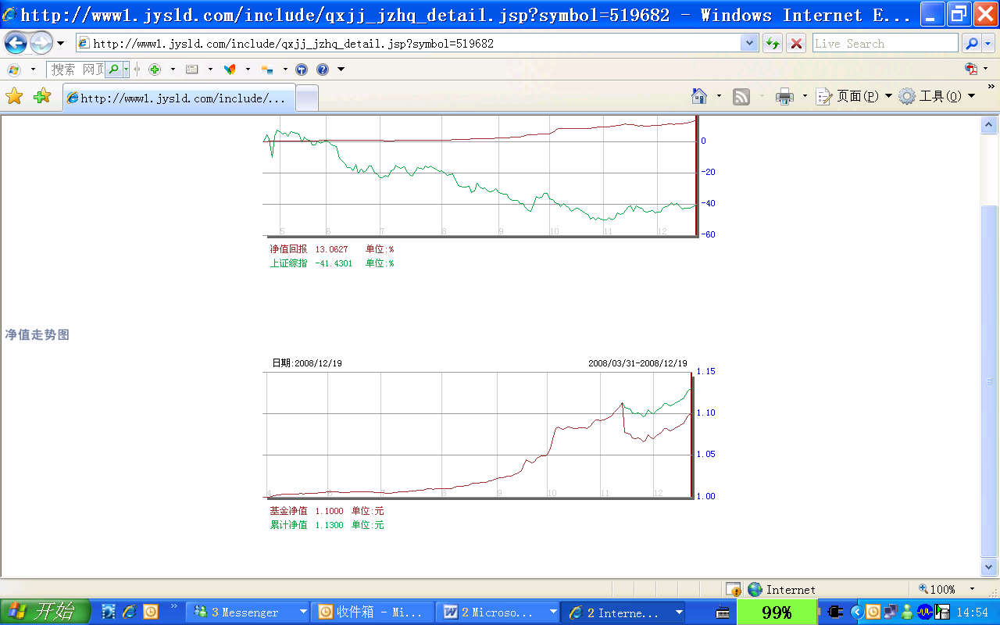 http://www1.jysld.com/include/qxjj_jzhq_detail.jsp?symbol=519682 - Windows Internet E...
http://www1.jysld.com/include/qxjj_jzhq_detail.jsp?symbol=519682
Live Search
搜索 网页
http://www1.jysld.com/include/...
页面(P)
工具(O)
0
-20
-40
-60
5 6 7 8 9 10 11 12
净值回报 13.0627 单位:%
上证综指 -41.4301 单位:%
净值走势图
日期:2008/12/19 2008/03/31-2008/12/19
1.15
1.10
1.05
1.00
4 6 7 8 9 10 11 12
基金净值 1.1000 单位:元
累计净值 1.1300 单位:元
Internet
100%
开始
3 Messenger
收件箱 - Mi...
2 Microso...
2 Interne...
99%
14:54